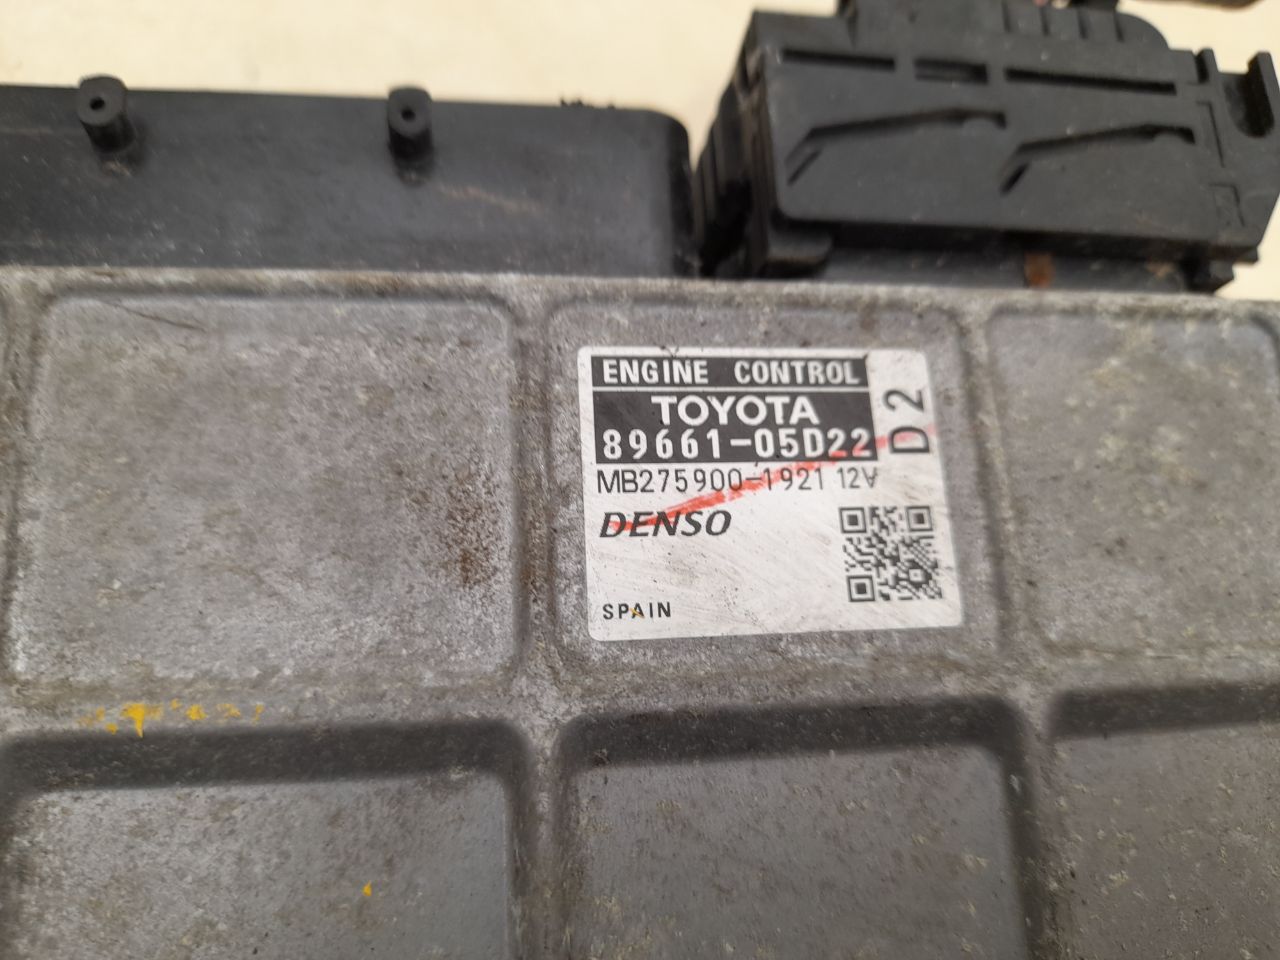 ENGINE CONTROL
TOYOTA
89661-05D22
D2
MB275900-1921 12V
DENSO
SPAIN